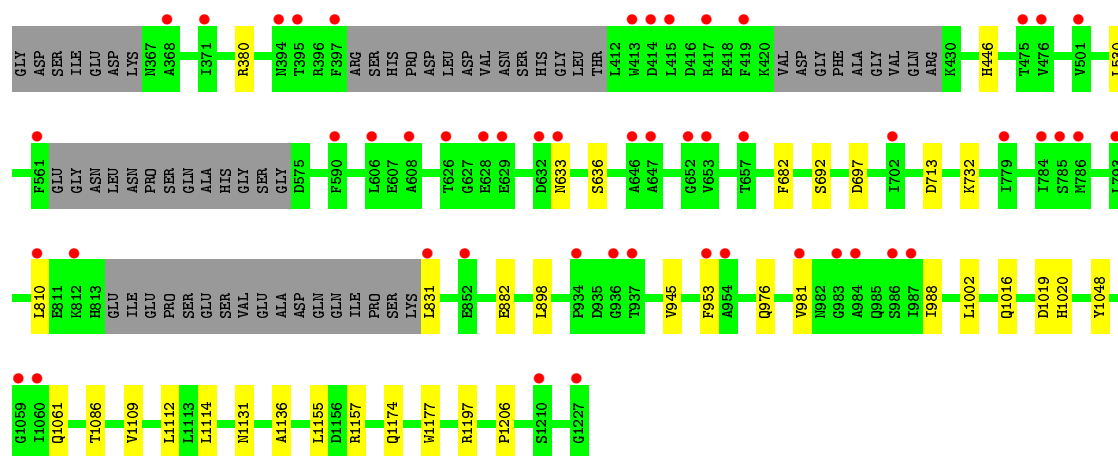 GLY ASP SER ILE GLU ASP LYS N367 A368 I371 R380 N394 T395 R396 F397 ARG SER HIS PRO ASP LEU ASP VAL ASN SER HIS GLY LEU THR L412 W413 D414 L415 D416 R417 E418 F419 K420 VAL ASP GLY PHE ALA GLY VAL GLN ARG K430 H446 T475 V476 V501
F561 GLU GLY ASN LEU ASN PRO SER GLN ALA HIS GLY SER GLY D575 F590 L606 E607 A608 T626 G627 E628 E629 D632 N633 S636 A646 A647 G652 V653 T657 F682 S692 D697 I702 D713 K732 I779 I784 S785 M786
L810 E811 K812 H813 GLU ILE GLU PRO SER GLU SER VAL GLU ALA ASP GLN GLN ILE PRO SER LYS L831 E852 E882 L898 P934 D935 G936 T937 V945 F953 A954 Q976 V981 N982 G983 A984 Q985 S986 I987 I988 L1002 Q1016 D1019 H1020 Y1048
G1059 I1060 Q1061 T1086 V1109 L1112 L1113 L1114 N1131 A1136 L1155 D1156 R1157 Q1174 W1177 R1197 P1206 S1210 G1227